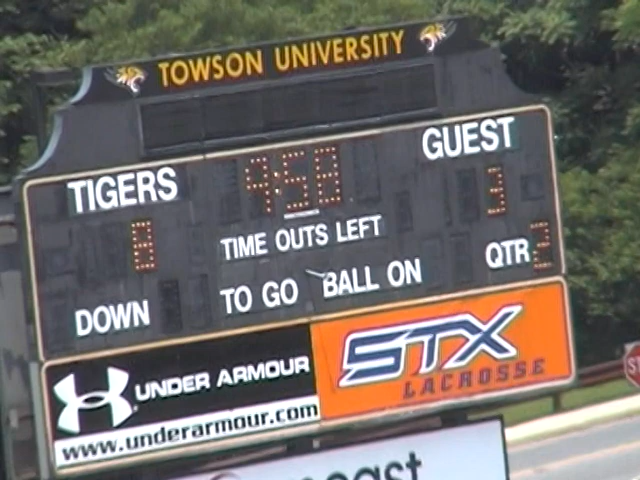 TOWSON UNIVERSITY
TIGERS 9:58 GUEST
8 TIME OUTS LEFT 3
DOWN TO GO BALL ON QTR 2
UNDER ARMOUR
www.underarmour.com
STX
LACROSSE
ST